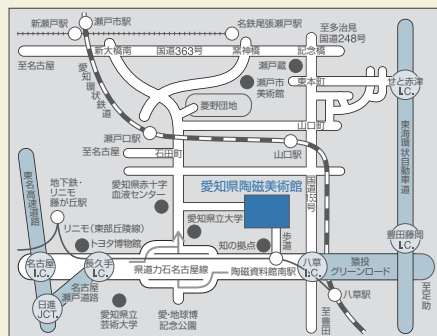 新瀬戸駅
瀬戸市駅
名鉄尾張瀬戸駅
至多治見
国道248号
新大橋南
国道363号
窯神橋
記念橋
至名古屋
瀬戸蔵
せと赤津
I.C.
愛知環状鉄道
瀬戸市
美術館
東本町
菱野団地
山口町
瀬戸口駅
至名古屋
石田町
山口駅
東海環状自動車道
東名高速道路
地下鉄・
リニモ
藤が丘駅
愛知県赤十字
血液センター
愛知県陶磁美術館
国道155号
愛知県立大学
リニモ(東部丘陵線)
トヨタ博物館
知の拠点
歩道
豊田藤岡
I.C.
名古屋
I.C.
長久手
I.C.
県道力石名古屋線
陶磁資料館南駅
八草
I.C.
猿投
グリーンロード
至足助
名古屋
瀬戸道路
日進
JCT.
愛知県立
芸術大学
愛・地球博
記念公園
八草駅
至豊田